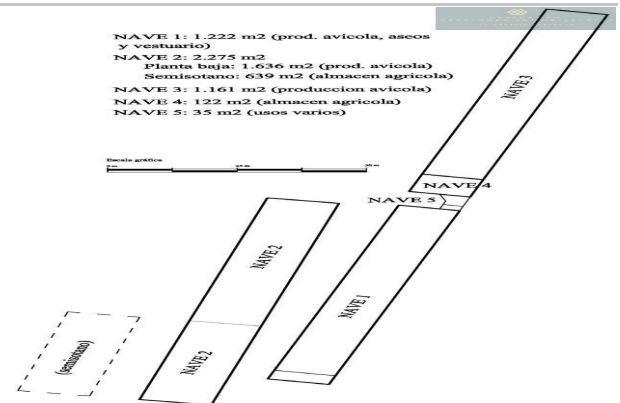 NAVE 1: 1.222 m2 (prod. avicola, aseos
y vestuario)
NAVE 2: 2.275 m2
Planta baja: 1.636 m2 (prod. avicola)
Semisotano: 639 m2 (almacen agricola)
NAVE 3: 1.161 m2 (produccion avicola)
NAVE 4: 122 m2 (almacen agricola)
NAVE 5: 35 m2 (usos varios)
Escala gráfica
0 m 25 m 50 m
NAVE 3
NAVE 4
NAVE 5
NAVE 2
NAVE 1
NAVE 2
(semisotano)